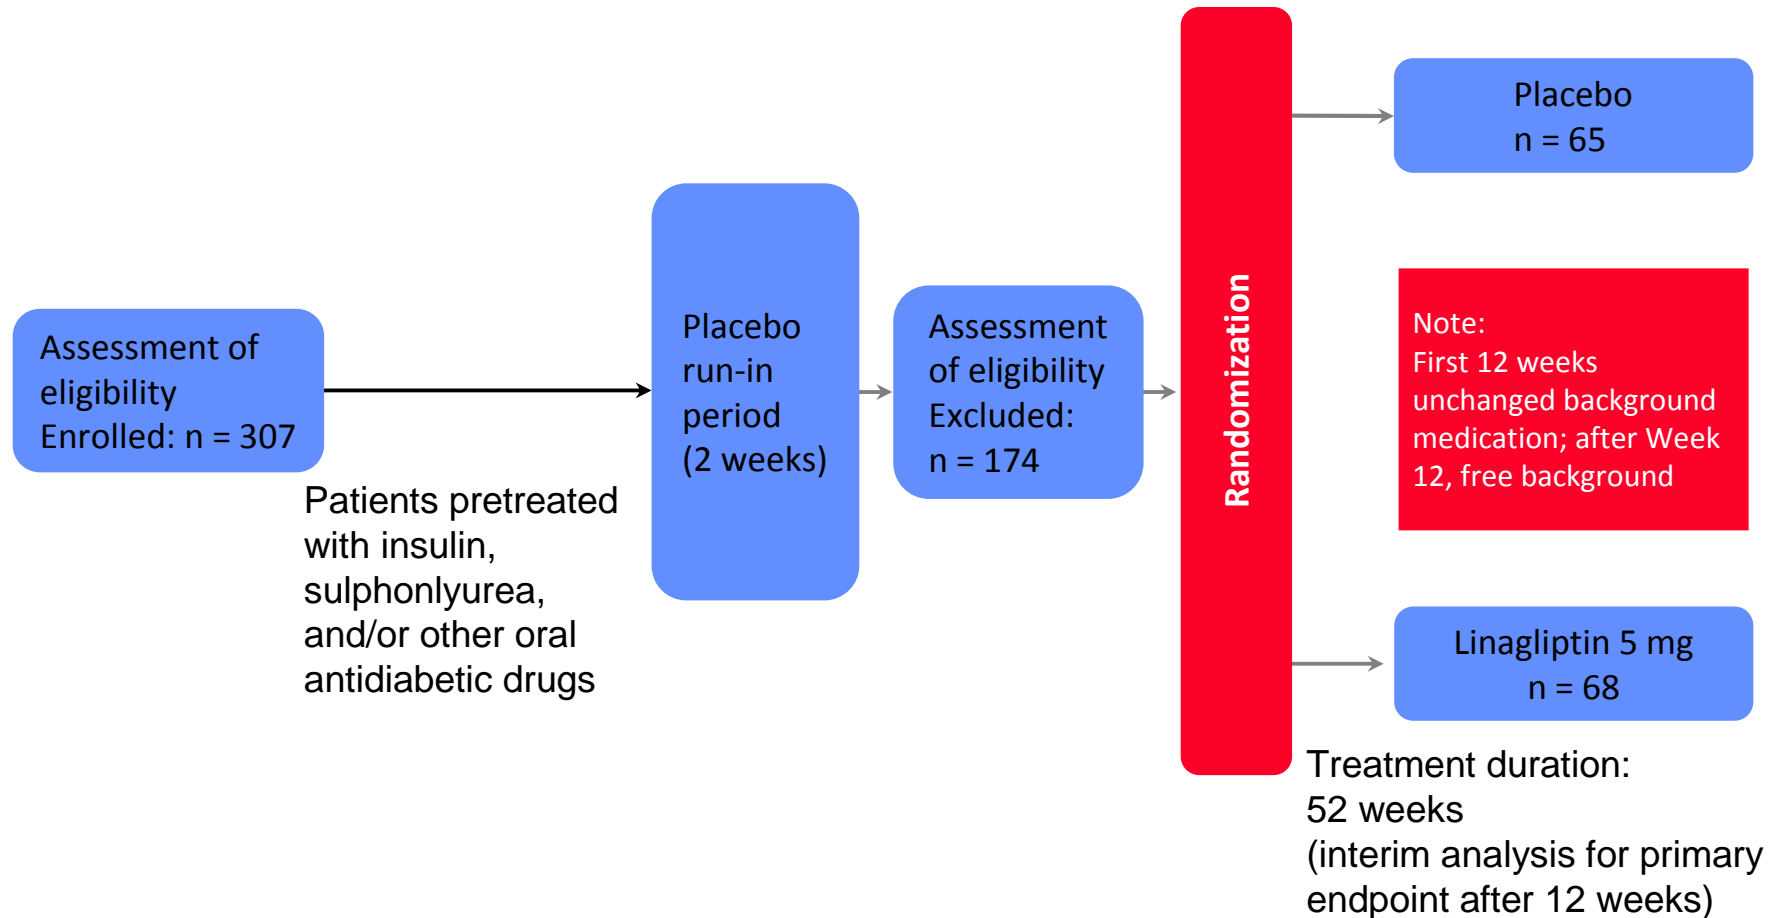 Assessment of
eligibility
Enrolled: n = 307
Patients pretreated
with insulin,
sulphonlyurea,
and/or other oral
antidiabetic drugs
Placebo
run-in
period
(2 weeks)
Assessment
of eligibility
Excluded:
n = 174
Randomization
Placebo
n = 65
Note:
First 12 weeks
unchanged background
medication; after Week
12, free background
Linagliptin 5 mg
n = 68
Treatment duration:
52 weeks
(interim analysis for primary
endpoint after 12 weeks)